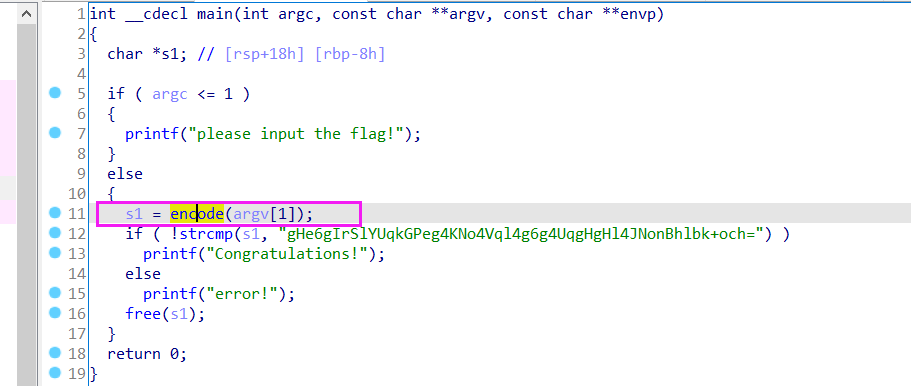 1 int __cdecl main(int argc, const char **argv, const char **envp)
2 {
3 char *s1; // [rsp+18h] [rbp-8h]
4
5 if ( argc <= 1 )
6 {
7 printf("please input the flag!");
8 }
9 else
10 {
11 s1 = encode(argv[1]);
12 if ( !strcmp(s1, "gHe6gIrSlYUqkGPeg4KNo4Vql4g6g4UqgHgHl4JNonBhlbk+och=") )
13 printf("Congratulations!");
14 else
15 printf("error!");
16 free(s1);
17 }
18 return 0;
19 }